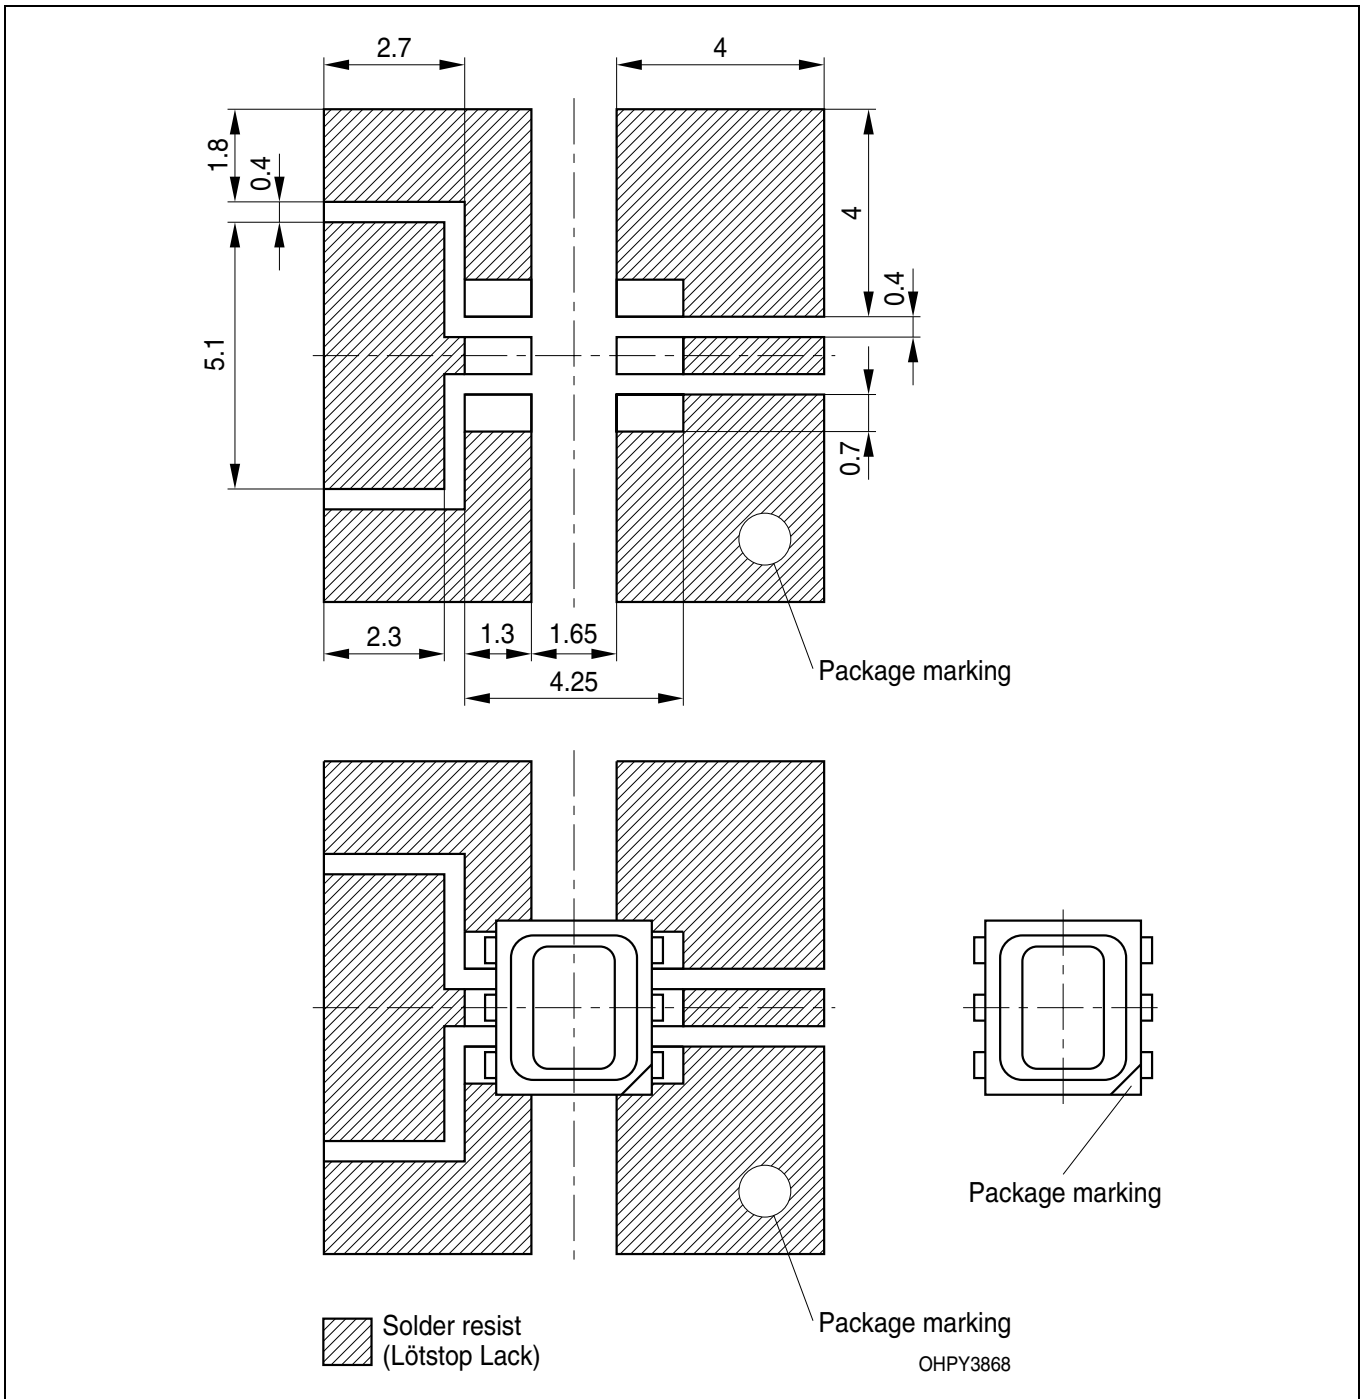 2.7
4
1.8
0.4
4
0.4
5.1
0.7
2.3
1.3
1.65
4.25
Package marking
Package marking
Package marking
Solder resist
(Lötstop Lack)
OHPY3868